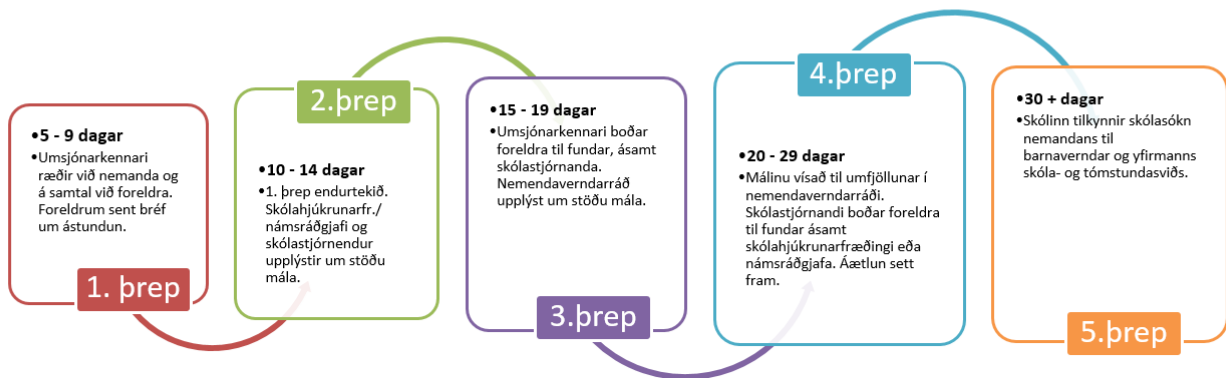 •5 - 9 dagar
•Umsjónarkennari
ræðir við nemanda og
á samtal við foreldra.
Foreldrum sent bréf
um ástundun.
1. þrep
2.þrep
•10 - 14 dagar
•1. þrep endurtekið.
Skólahjúkrunarfr./
námsráðgjafi og
skólastjórnendur
upplýstir um stöðu
mála.
•15 - 19 dagar
•Umsjónarkennari boðar
foreldra til fundar, ásamt
skólastjórnanda.
Nemendaverndarráð
upplýst um stöðu mála.
3.þrep
4.þrep
•20 - 29 dagar
•Málinu vísað til umfjöllunar í
nemendaverndarráði.
Skólastjórnandi boðar foreldra
til fundar ásamt
skólahjúkrunarfræðingi eða
námsráðgjafa. Áætlun sett
fram.
•30 + dagar
•Skólinn tilkynnir skólasókn
nemandans til
barnaverndar og yfirmanns
skóla- og tómstundasviðs.
5.þrep